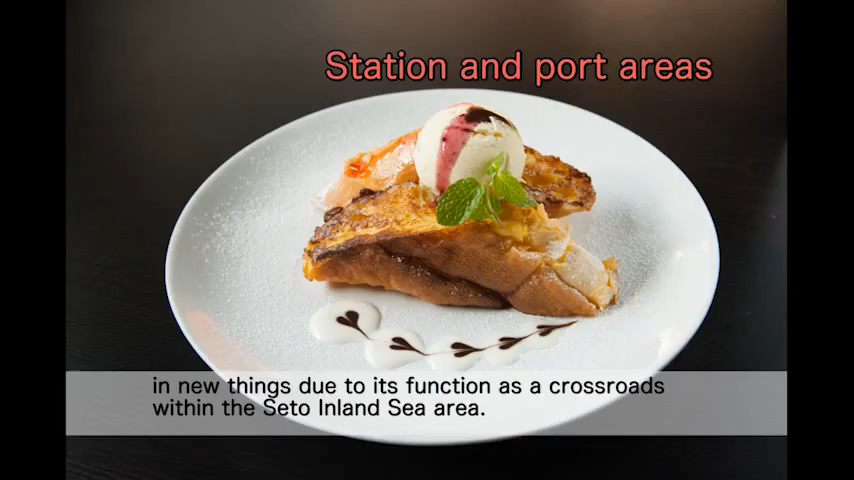 Station and port areas
in new things due to its function as a crossroads
within the Seto Inland Sea area.